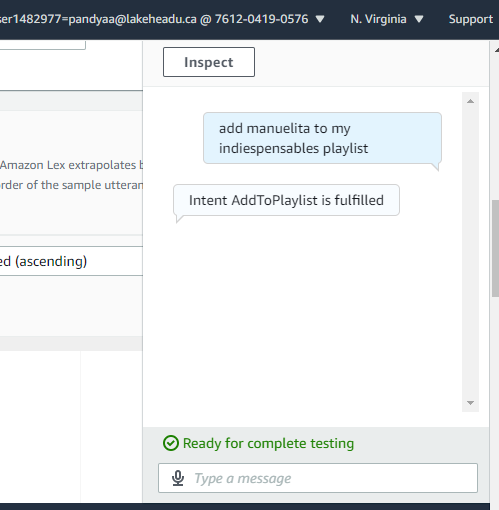 ser1482977=pandyaa@lakeheadu.ca @ 7612-0419-0576 ▼ N. Virginia ▼ Support
Inspect
add manuelita to my
indiespensables playlist
Amazon Lex extrapolates b
rder of the sample utteran
Intent AddToPlaylist is fulfilled
ed (ascending)
Ready for complete testing
Type a message